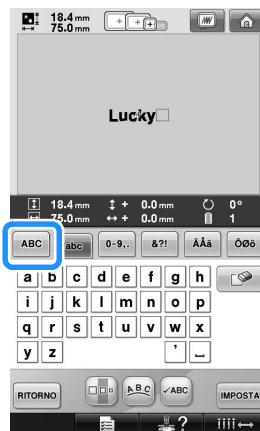 18.4 mm
75.0 mm
Lucky
18.4 mm + 0.0 mm 0°
75.0 mm + 0.0 mm 1
ABC abc 0~9,. &?! ÄÅä ÖØö
a b c d e f g h
i j k l m n o p
q r s t u v w x
y z ' _
RITORNO ABC ✓ABC IMPOSTA
?